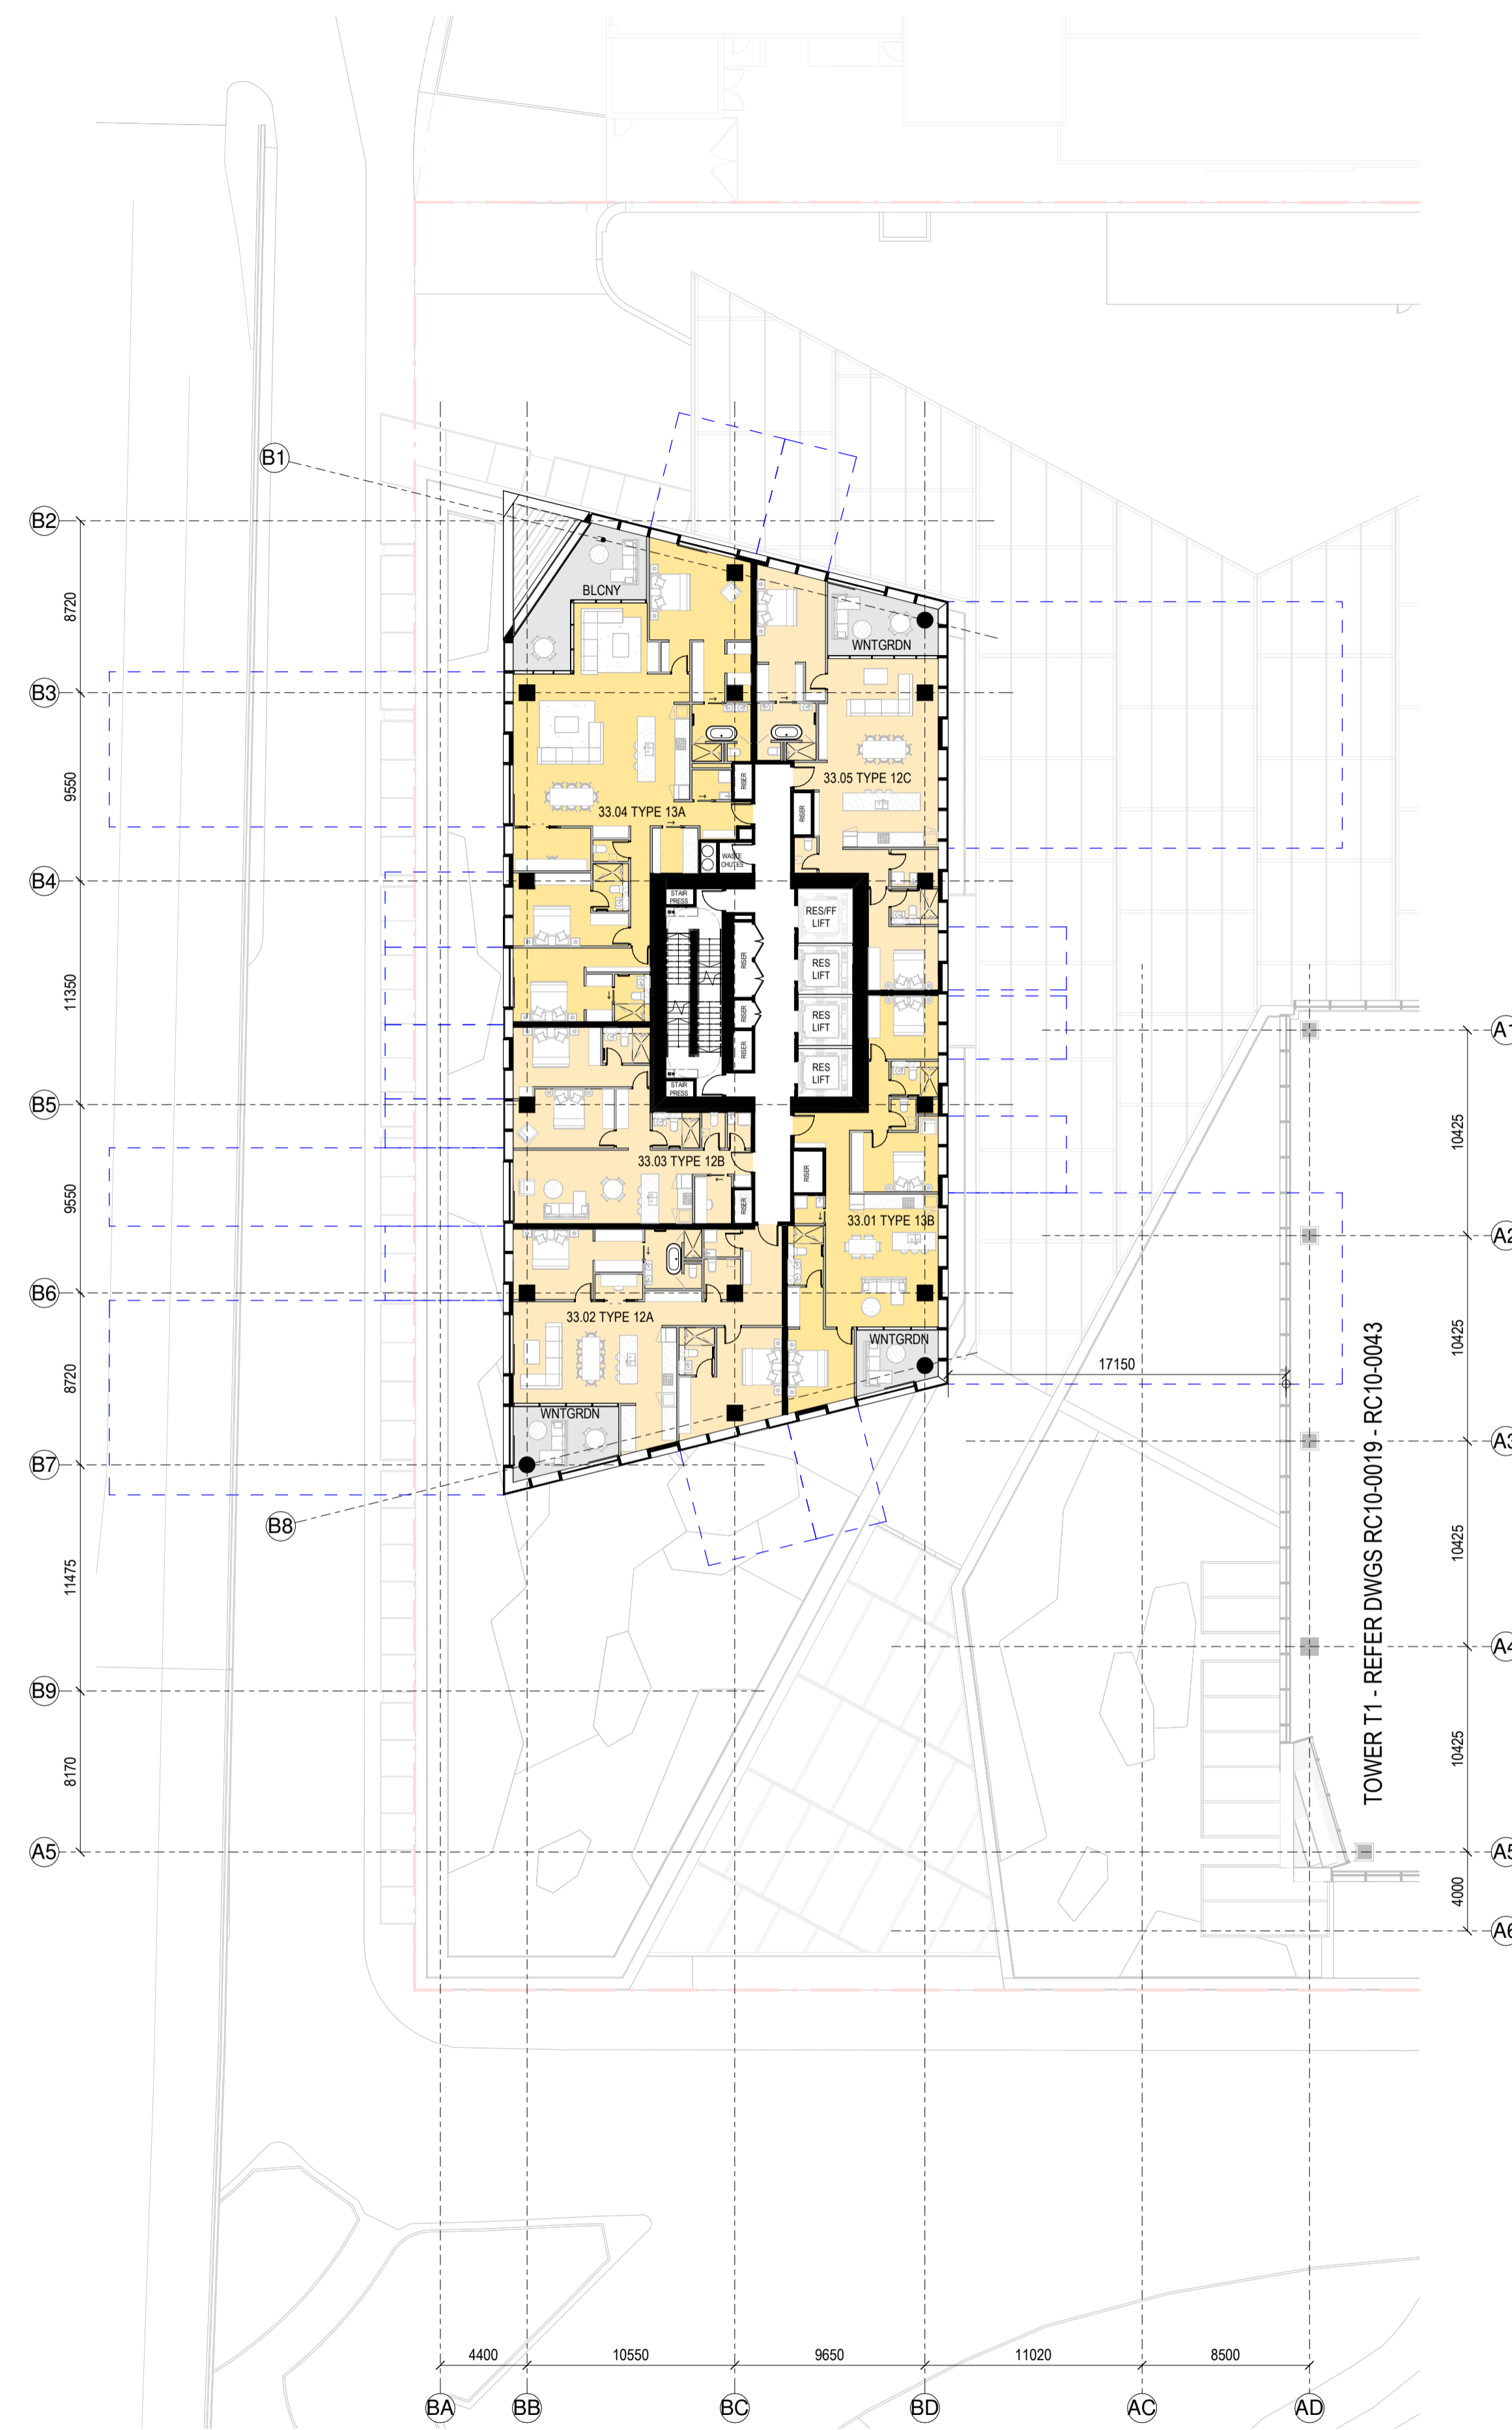 B1
B2
8720
BLCNY
WNTGRDN
B3
9550
33.04 TYPE 13A
33.05 TYPE 12C
RISER
RISER
WASTE
CHUTES
B4
STAIR
PRESS
RES/FF
LIFT
RISER
RES
LIFT
11350
RISER
RES
LIFT
RISER
RES
LIFT
STAIR
PRESS
B5
33.03 TYPE 12B
RISER
9550
RISER
33.01 TYPE 13B
B6
33.02 TYPE 12A
WNTGRDN
8720
WNTGRDN
17150
B7
B8
11475
B9
8170
A5
A1
10425
A2
10425
A3
10425
A4
10425
A5
4000
A6
TOWER T1 - REFER DWGS RC10-0019 - RC10-0043
4400
10550
9650
11020
8500
BA
BB
BC
BD
AC
AD